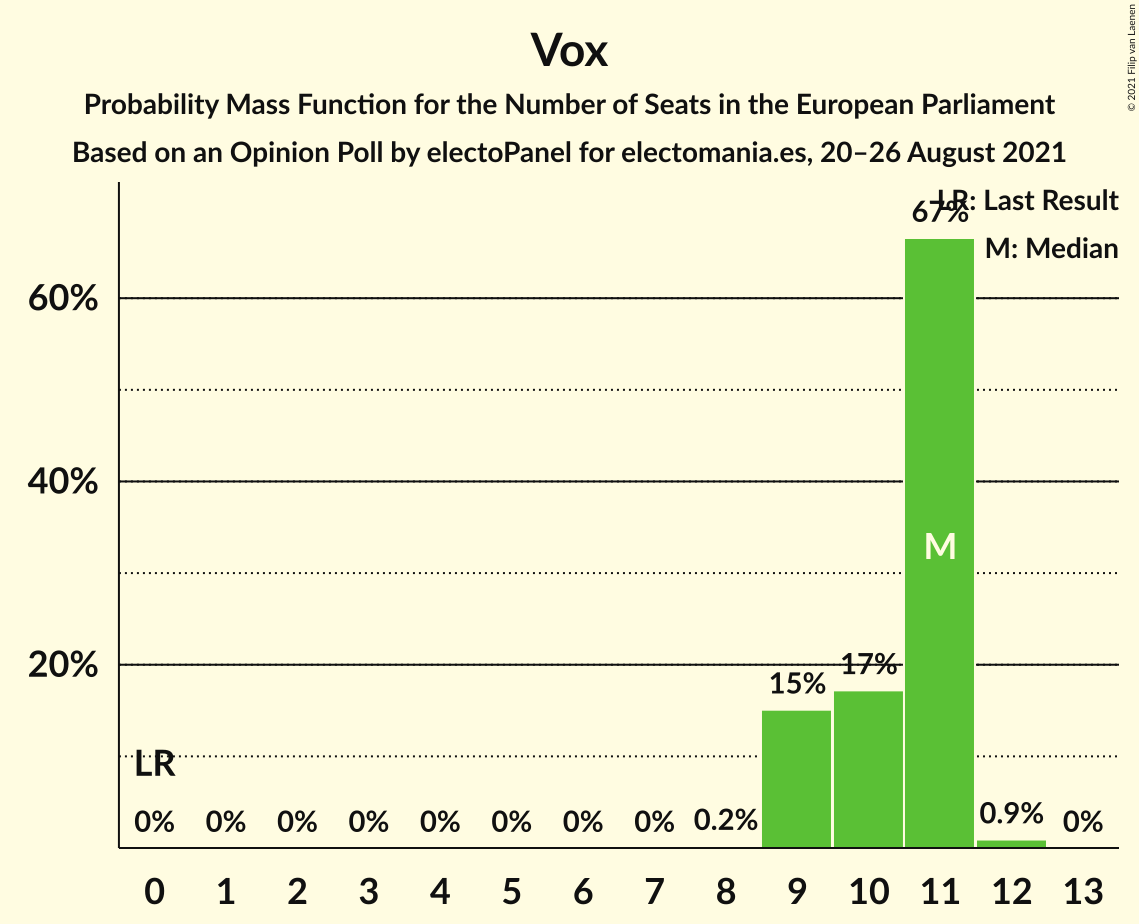 Vox
Probability Mass Function for the Number of Seats in the European Parliament
Based on an Opinion Poll by electoPanel for electomania.es, 20–26 August 2021
© 2021 Filip van Laenen
LR: Last Result
M: Median
67%
60%
40%
M
20%
17%
15%
LR
0% 0% 0% 0% 0% 0% 0% 0% 0.2% 0.9% 0%
0 1 2 3 4 5 6 7 8 9 10 11 12 13